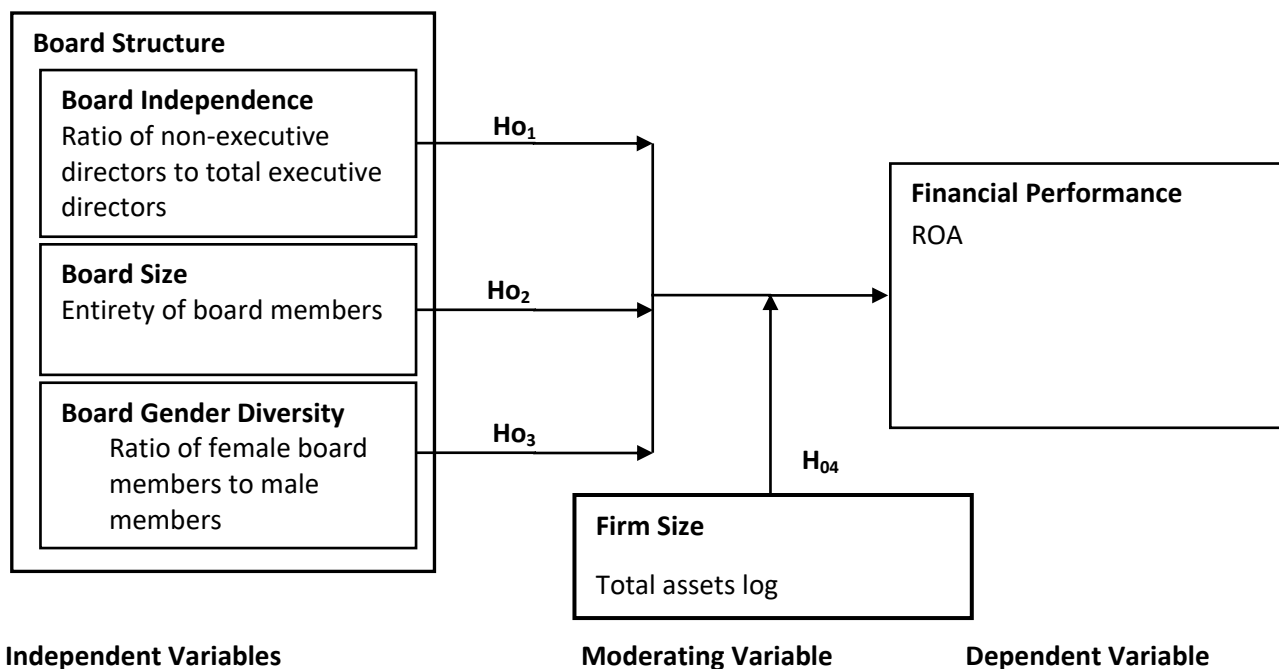 Board Structure
Board Independence
Ratio of non-executive
directors to total executive
directors
Board Size
Entirety of board members
Board Gender Diversity
Ratio of female board
members to male
members
Ho₁
Ho₂
Ho₃
H₀₄
Firm Size
Total assets log
Financial Performance
ROA
Independent Variables
Moderating Variable
Dependent Variable